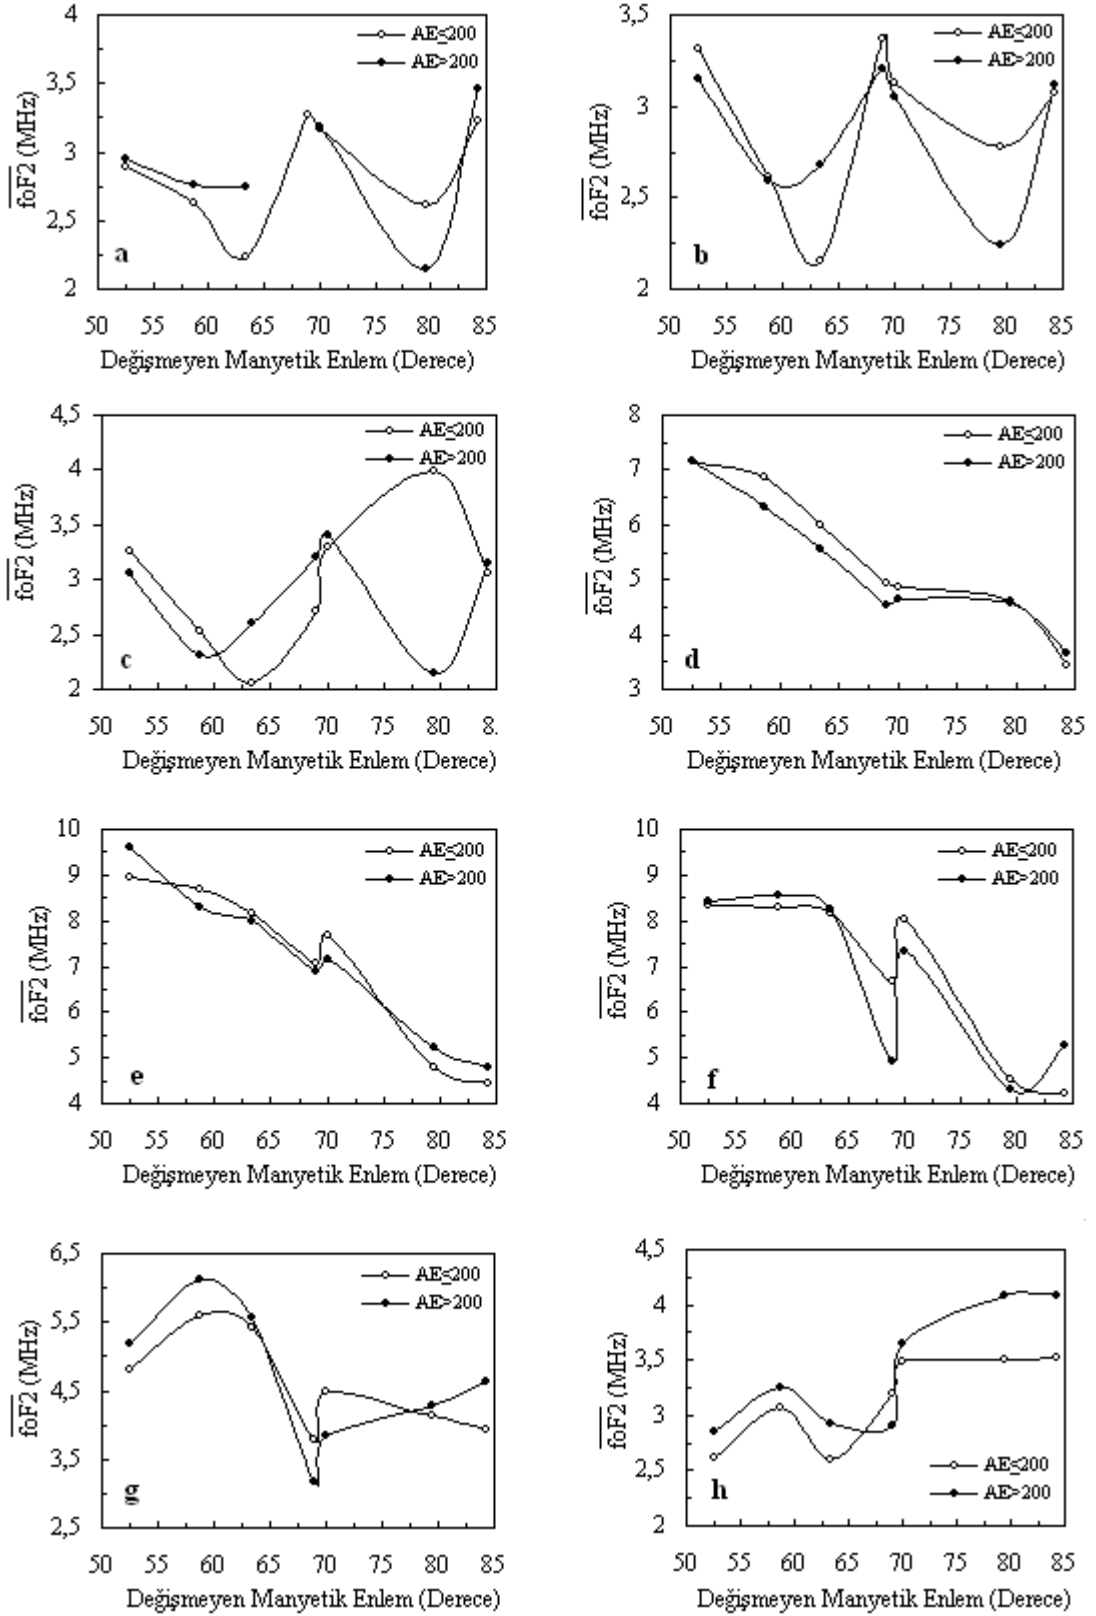 4
3,5
3
2,5
2
foF2 (MHz)
AE≤200
AE>200
a
50 55 60 65 70 75 80 85
Değişmeyen Manyetik Enlem (Derece)
3,5
3
2,5
2
foF2 (MHz)
AE≤200
AE>200
b
50 55 60 65 70 75 80 85
Değişmeyen Manyetik Enlem (Derece)
4,5
4
3,5
3
2,5
2
foF2 (MHz)
AE≤200
AE>200
c
50 55 60 65 70 75 80 8.
Değişmeyen Manyetik Enlem (Derece)
8
7
6
5
4
3
foF2 (MHz)
AE≤200
AE>200
d
50 55 60 65 70 75 80 85
Değişmeyen Manyetik Enlem (Derece)
10
9
8
7
6
5
4
foF2 (MHz)
AE≤200
AE>200
e
50 55 60 65 70 75 80 85
Değişmeyen Manyetik Enlem (Derece)
10
9
8
7
6
5
4
foF2 (MHz)
AE≤200
AE>200
f
50 55 60 65 70 75 80 85
Değişmeyen Manyetik Enlem (Derece)
6,5
5,5
4,5
3,5
2,5
foF2 (MHz)
AE≤200
AE>200
g
50 55 60 65 70 75 80 85
Değişmeyen Manyetik Enlem (Derece)
4,5
4
3,5
3
2,5
2
foF2 (MHz)
AE≤200
AE>200
h
50 55 60 65 70 75 80 85
Değişmeyen Manyetik Enlem (Derece)